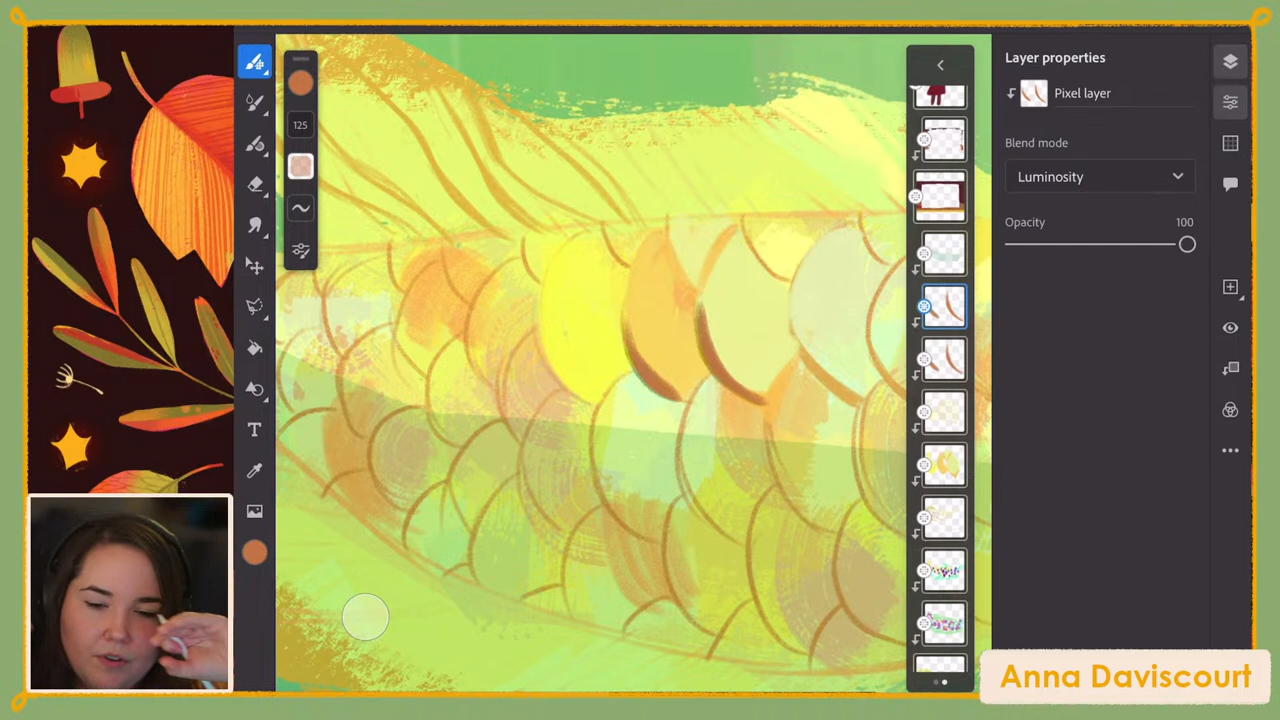 125
Layer properties
Pixel layer
Blend mode
Luminosity
Opacity 100
T
Anna Daviscourt